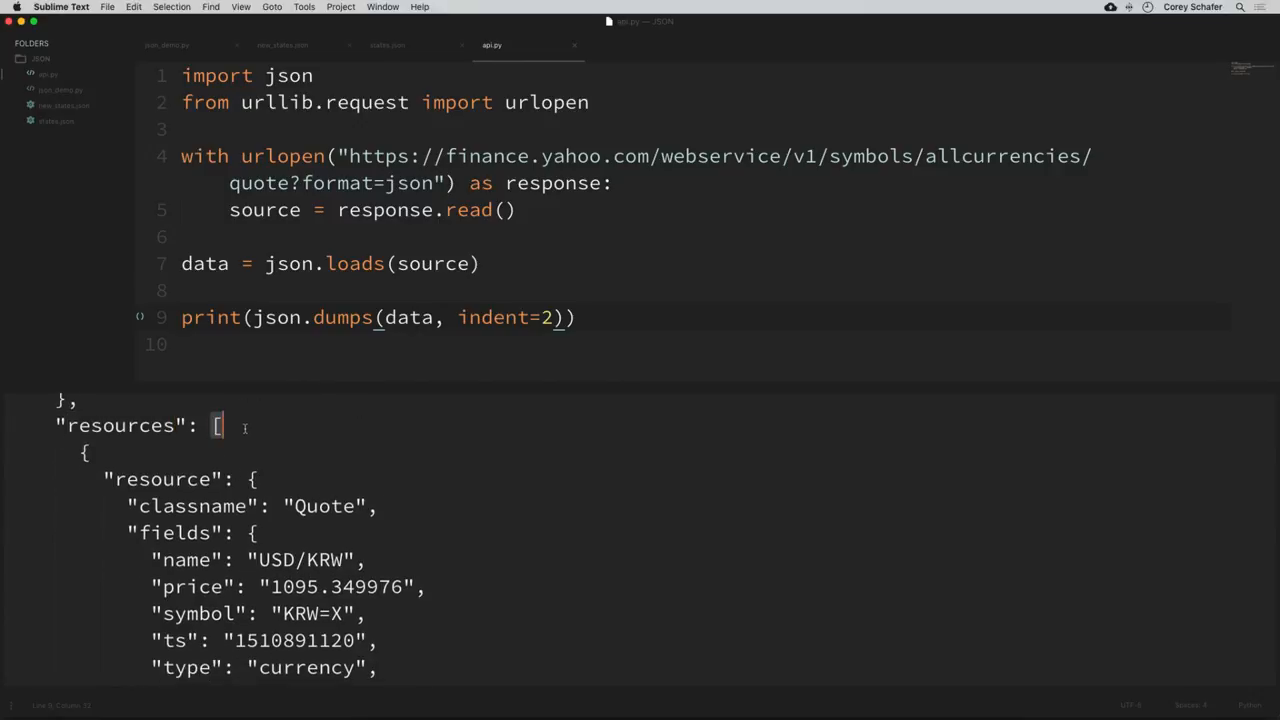 Sublime Text File Edit Selection Find View Goto Tools Project Window Help Corey Schafer
api.py — JSON
FOLDERS
JSON
api.py
json_demo.py
new_states.json
states.json
json_demo.py new_states.json states.json api.py
1 import json
2 from urllib.request import urlopen
3
4 with urlopen("https://finance.yahoo.com/webservice/v1/symbols/allcurrencies/
quote?format=json") as response:
5 source = response.read()
6
7 data = json.loads(source)
8
9 print(json.dumps(data, indent=2))
10
},
"resources": [
{
"resource": {
"classname": "Quote",
"fields": {
"name": "USD/KRW",
"price": "1095.349976",
"symbol": "KRW=X",
"ts": "1510891120",
"type": "currency",
Line 9, Column 32 UTF-8 Python